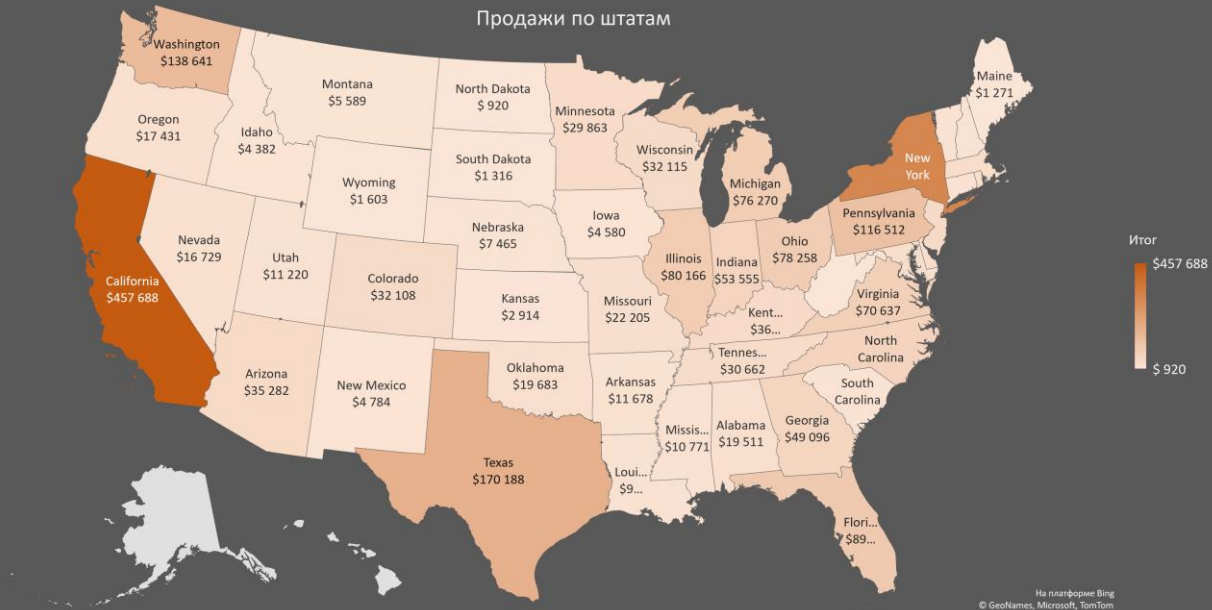 Продажи по штатам
Washington
$138 641
Montana
$5 589
North Dakota
$ 920
Minnesota
$29 863
Maine
$1 271
Oregon
$17 431
Idaho
$4 382
South Dakota
$1 316
Wisconsin
$32 115
New
York
Wyoming
$1 603
Michigan
$76 270
Nebraska
$7 465
Iowa
$4 580
Pennsylvania
$116 512
Nevada
$16 729
Utah
$11 220
Illinois
$80 166
Indiana
$53 555
Ohio
$78 258
California
$457 688
Colorado
$32 108
Kansas
$2 914
Missouri
$22 205
Kent...
$36...
Virginia
$70 637
Arizona
$35 282
New Mexico
$4 784
Oklahoma
$19 683
Arkansas
$11 678
Tennes...
$30 662
North
Carolina
South
Carolina
Texas
$170 188
Loui...
$9...
Missis...
$10 771
Alabama
$19 511
Georgia
$49 096
Flori...
$89...
Итог
$457 688
$ 920
На платформе Bing
© GeoNames, Microsoft, TomTom